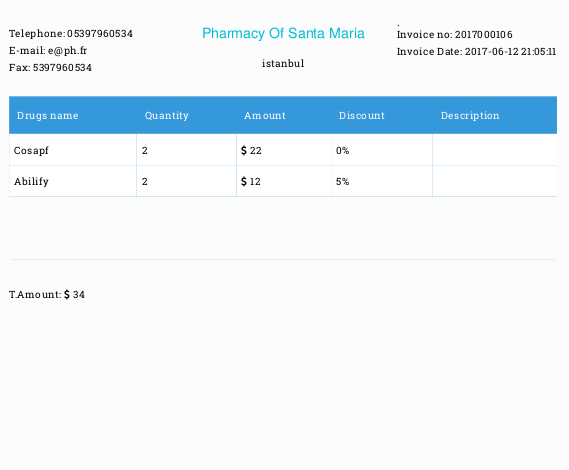 Telephone: 05397960534
E-mail: e@ph.fr
Fax: 5397960534
Pharmacy Of Santa Maria
istanbul
.
Invoice no: 2017000106
Invoice Date: 2017-06-12 21:05:11
Drugs name Quantity Amount Discount Description
Cosapf 2 $ 22 0%
Abilify 2 $ 12 5%
T.Amount: $ 34